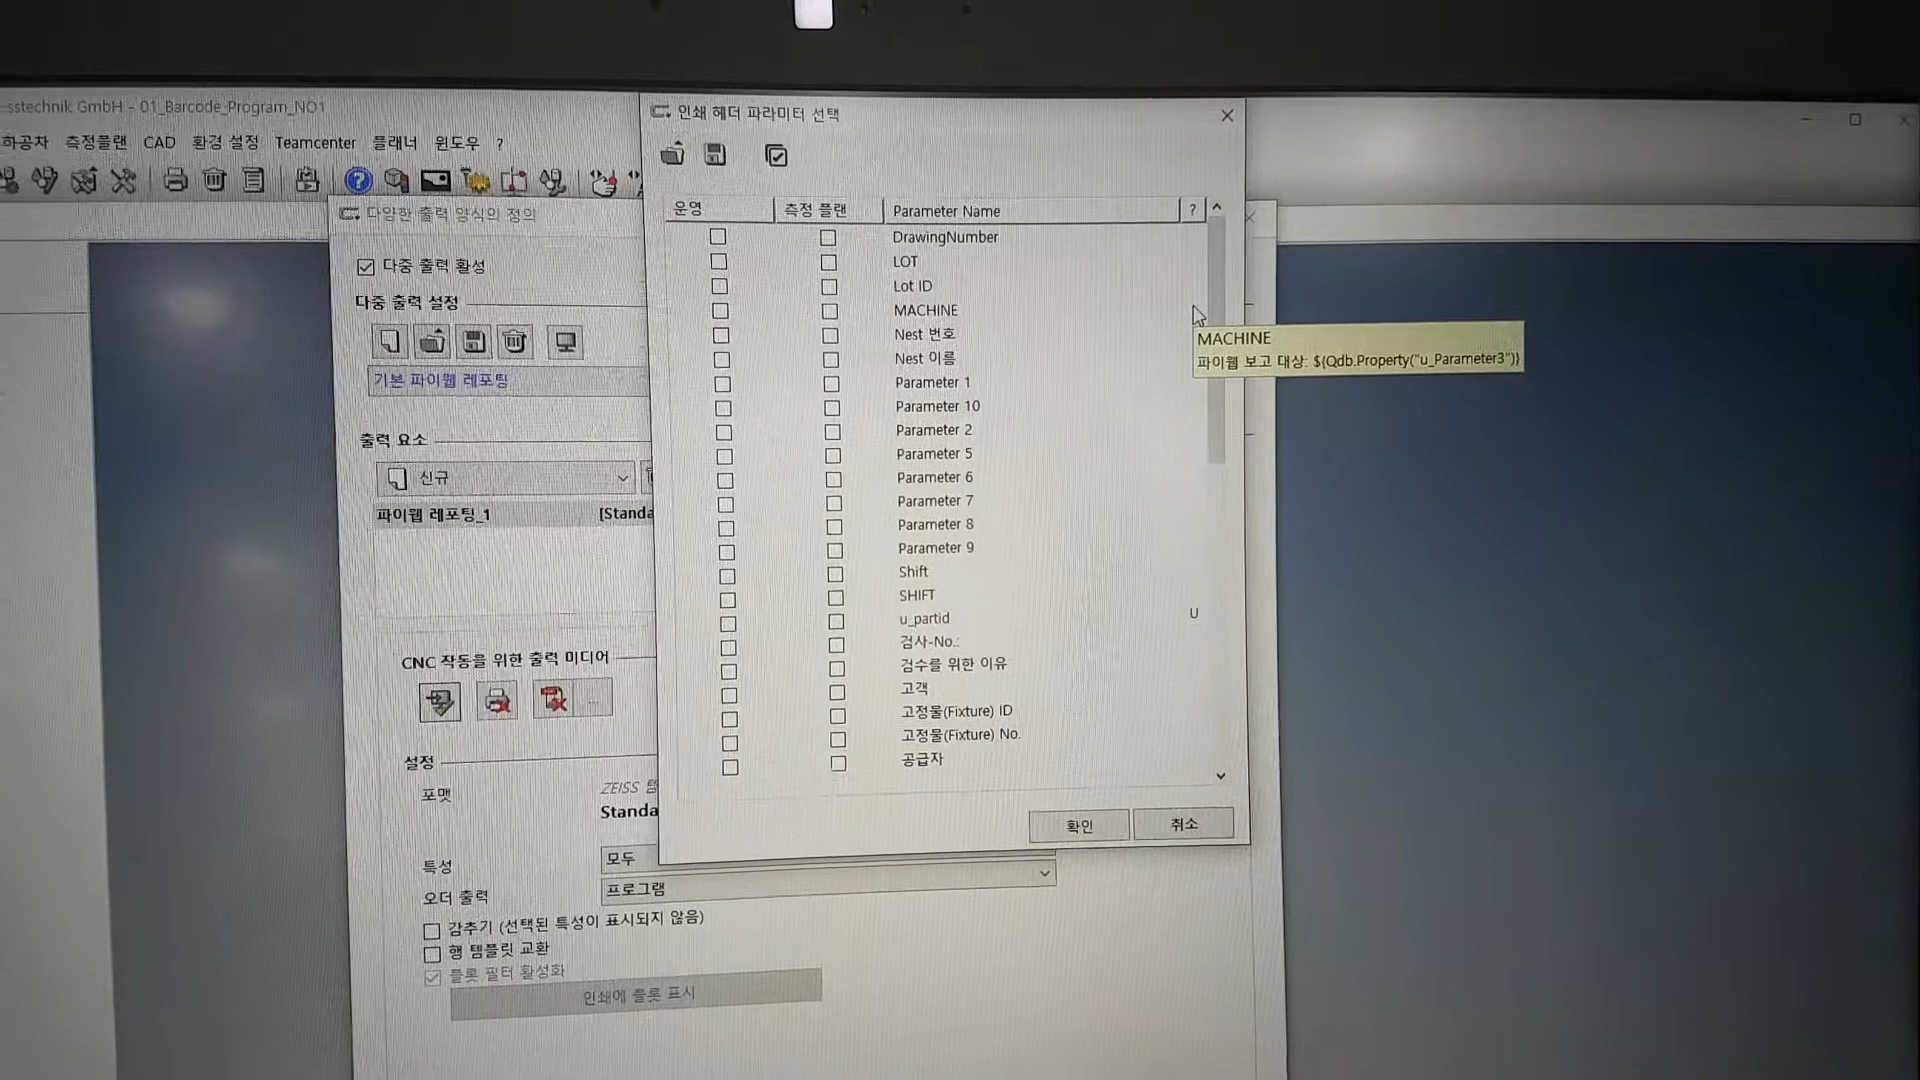 sstechnik GmbH - 01_Barcode_Program_NO1
하공차 측정플랜 CAD 환경 설정 Teamcenter 플래너 윈도우 ?
다양한 출력 양식의 정의
다중 출력 활성
다중 출력 설정
기본 파이웹 레포팅
출력 요소
신규
파이웹 레포팅_1 [Standa
CNC 작동을 위한 출력 미디어
...
설정
포맷 ZEISS 템
Standa
특성 모두
오더 출력 프로그램
감추기 (선택된 특성이 표시되지 않음)
행 템플릿 교환
플롯 필터 활성화
인쇄에 플롯 표시
인쇄 헤더 파라미터 선택
운영 측정 플랜 Parameter Name ?
DrawingNumber
LOT
Lot ID
MACHINE
Nest 번호
Nest 이름
Parameter 1
Parameter 10
Parameter 2
Parameter 5
Parameter 6
Parameter 7
Parameter 8
Parameter 9
Shift
SHIFT
u_partid U
검사-No.:
검수를 위한 이유
고객
고정물(Fixture) ID
고정물(Fixture) No.
공급자
확인 취소
MACHINE
파이웹 보고 대상: ${Qdb.Property("u_Parameter3")}